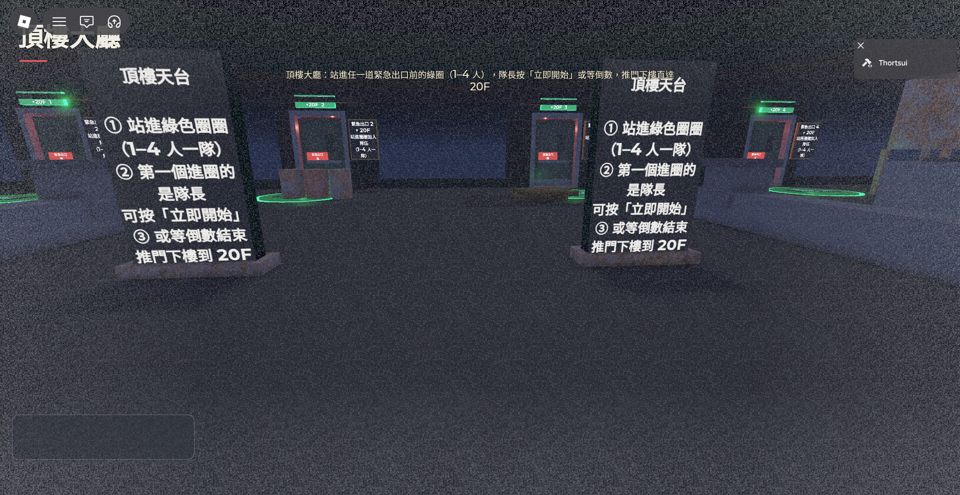 頂樓大廳
Thortsui
頂樓大廳：站進任一道緊急出口前的綠圈（1–4 人），隊長按「立即開始」或等倒數，推門下樓直達
20F
頂樓天台
① 站進綠色圈圈
（1–4 人一隊）
② 第一個進圈的
是隊長
可按「立即開始」
③ 或等倒數結束
推門下樓到 20F
頂樓天台
① 站進綠色圈圈
（1–4 人一隊）
② 第一個進圈的
是隊長
可按「立即開始」
③ 或等倒數結束
推門下樓到 20F
緊急出口 2